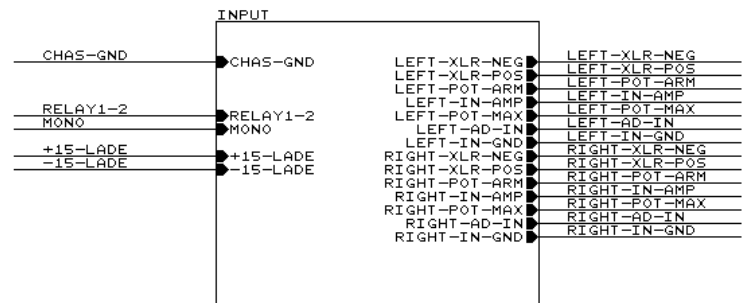 INPUT
CHAS-GND
RELAY1-2
MONO
+15-LADE
-15-LADE
CHAS-GND
RELAY1-2
MONO
+15-LADE
-15-LADE
LEFT-XLR-NEG
LEFT-XLR-POS
LEFT-POT-ARM
LEFT-IN-AMP
LEFT-POT-MAX
LEFT-AD-IN
LEFT-IN-GND
RIGHT-XLR-NEG
RIGHT-XLR-POS
RIGHT-POT-ARM
RIGHT-IN-AMP
RIGHT-POT-MAX
RIGHT-AD-IN
RIGHT-IN-GND
LEFT-XLR-NEG
LEFT-XLR-POS
LEFT-POT-ARM
LEFT-IN-AMP
LEFT-POT-MAX
LEFT-AD-IN
LEFT-IN-GND
RIGHT-XLR-NEG
RIGHT-XLR-POS
RIGHT-POT-ARM
RIGHT-IN-AMP
RIGHT-POT-MAX
RIGHT-AD-IN
RIGHT-IN-GND